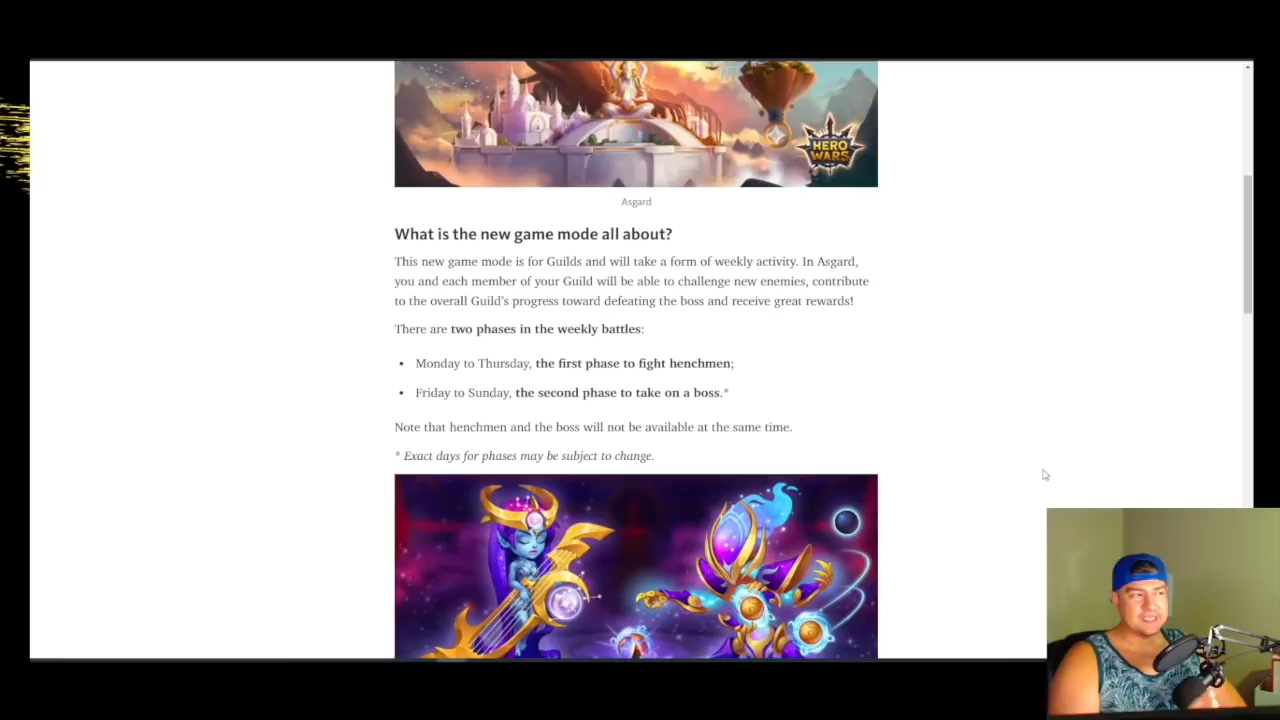 HERO
WARS
Asgard
What is the new game mode all about?
This new game mode is for Guilds and will take a form of weekly activity. In Asgard,
you and each member of your Guild will be able to challenge new enemies, contribute
to the overall Guild's progress toward defeating the boss and receive great rewards!
There are two phases in the weekly battles:
• Monday to Thursday, the first phase to fight henchmen;
• Friday to Sunday, the second phase to take on a boss.*
Note that henchmen and the boss will not be available at the same time.
* Exact days for phases may be subject to change.